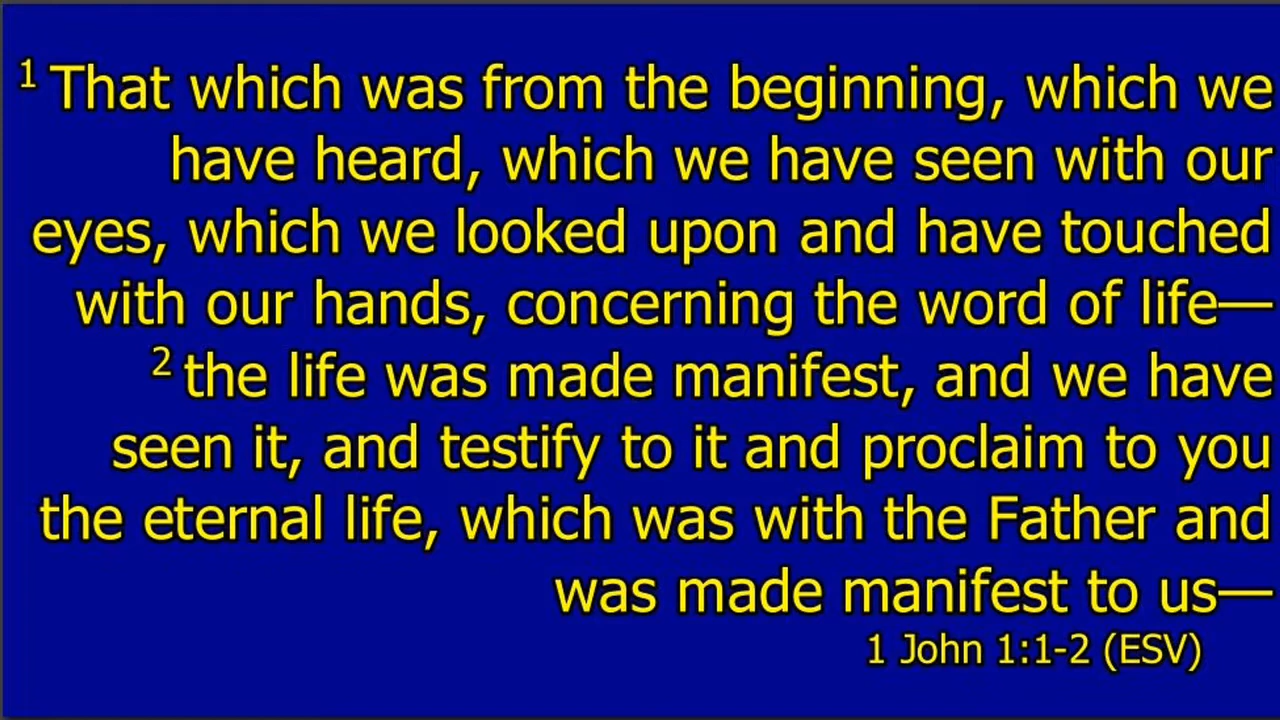 1 That which was from the beginning, which we
have heard, which we have seen with our
eyes, which we looked upon and have touched
with our hands, concerning the word of life—
2 the life was made manifest, and we have
seen it, and testify to it and proclaim to you
the eternal life, which was with the Father and
was made manifest to us—
1 John 1:1-2 (ESV)